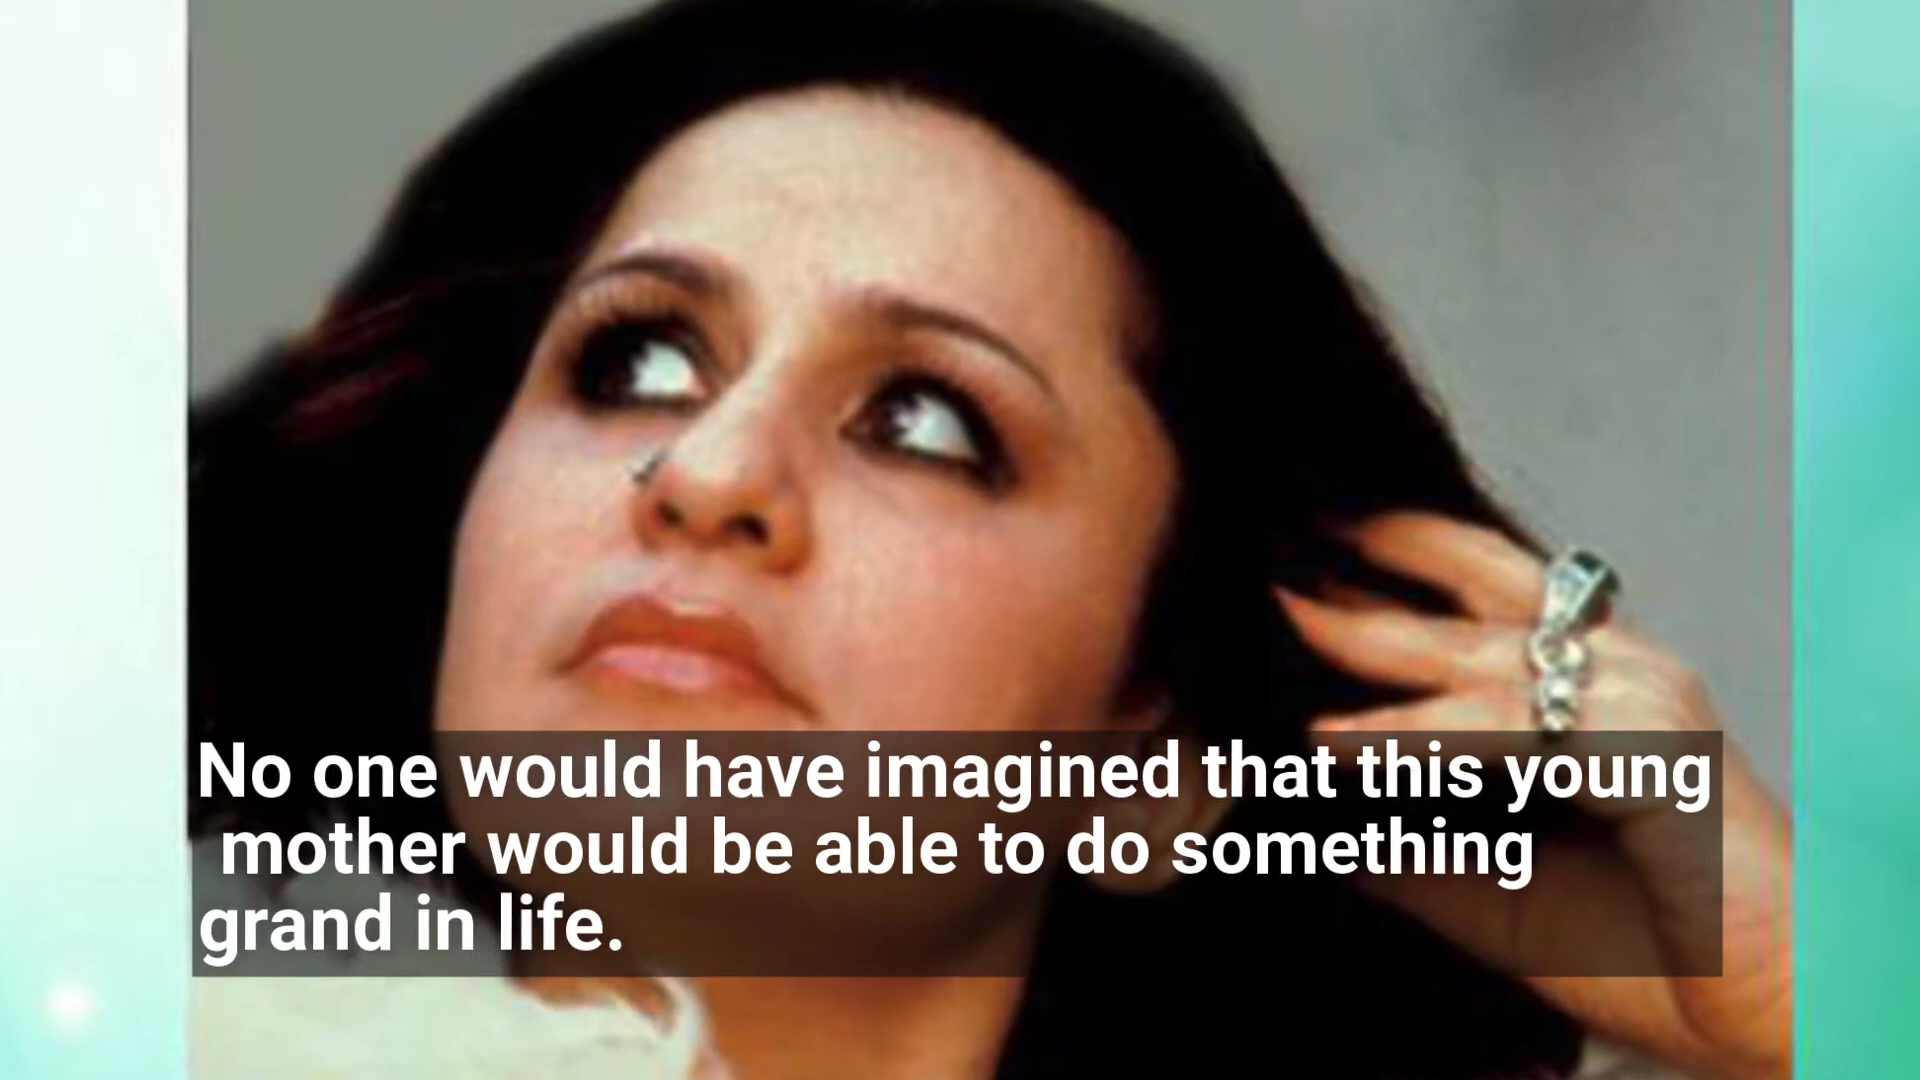 No one would have imagined that this young
mother would be able to do something
grand in life.